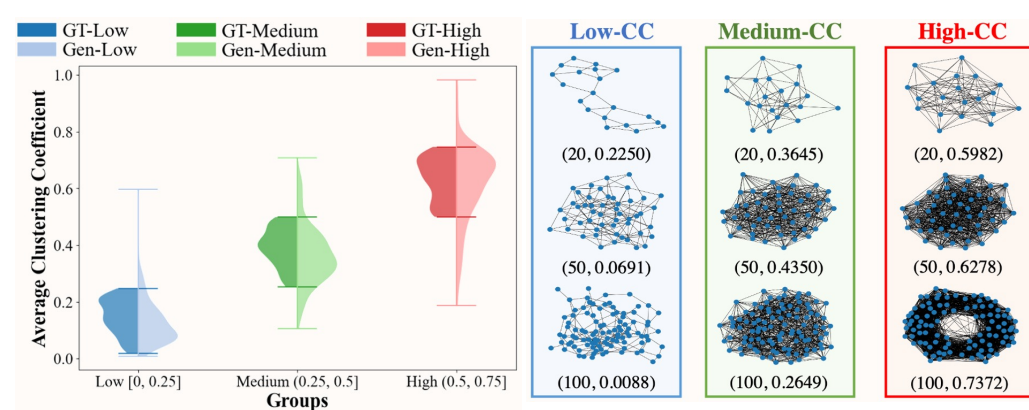 GT-Low
GT-Medium
GT-High
Gen-Low
Gen-Medium
Gen-High
Average Clustering Coefficient
1.0
0.8
0.6
0.4
0.2
0.0
Low [0, 0.25]
Medium (0.25, 0.5]
High (0.5, 0.75]
Groups
Low-CC
Medium-CC
High-CC
(20, 0.2250)
(20, 0.3645)
(20, 0.5982)
(50, 0.0691)
(50, 0.4350)
(50, 0.6278)
(100, 0.0088)
(100, 0.2649)
(100, 0.7372)